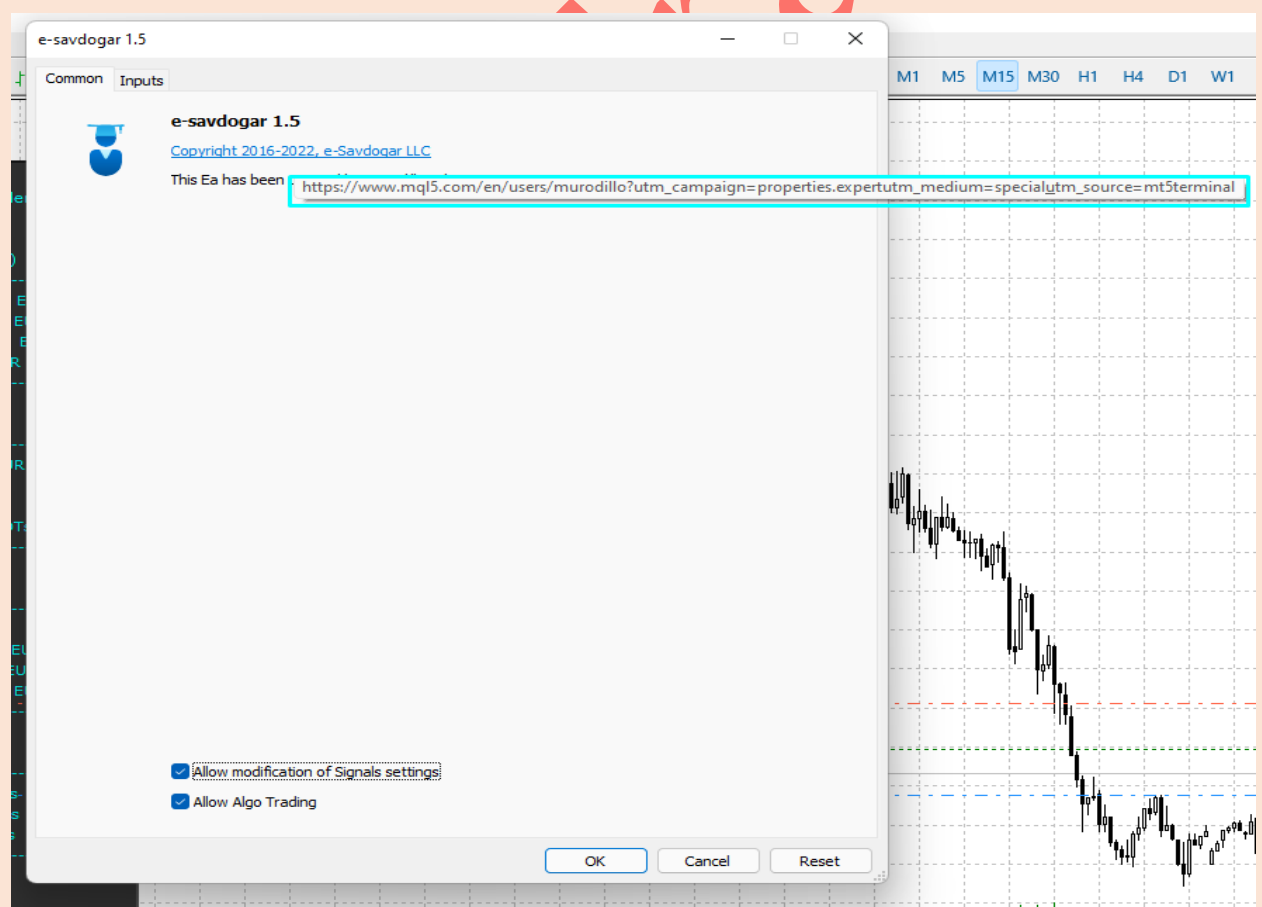 e-savdogar 1.5
Common Inputs
M1 M5 M15 M30 H1 H4 D1 W1
e-savdogar 1.5
Copyright 2016-2022, e-Savdogar LLC
This Ea has been
https://www.mql5.com/en/users/murodillo?utm_campaign=properties.expertutm_medium=specialutm_source=mt5terminal
Allow modification of Signals settings
Allow Algo Trading
OK Cancel Reset